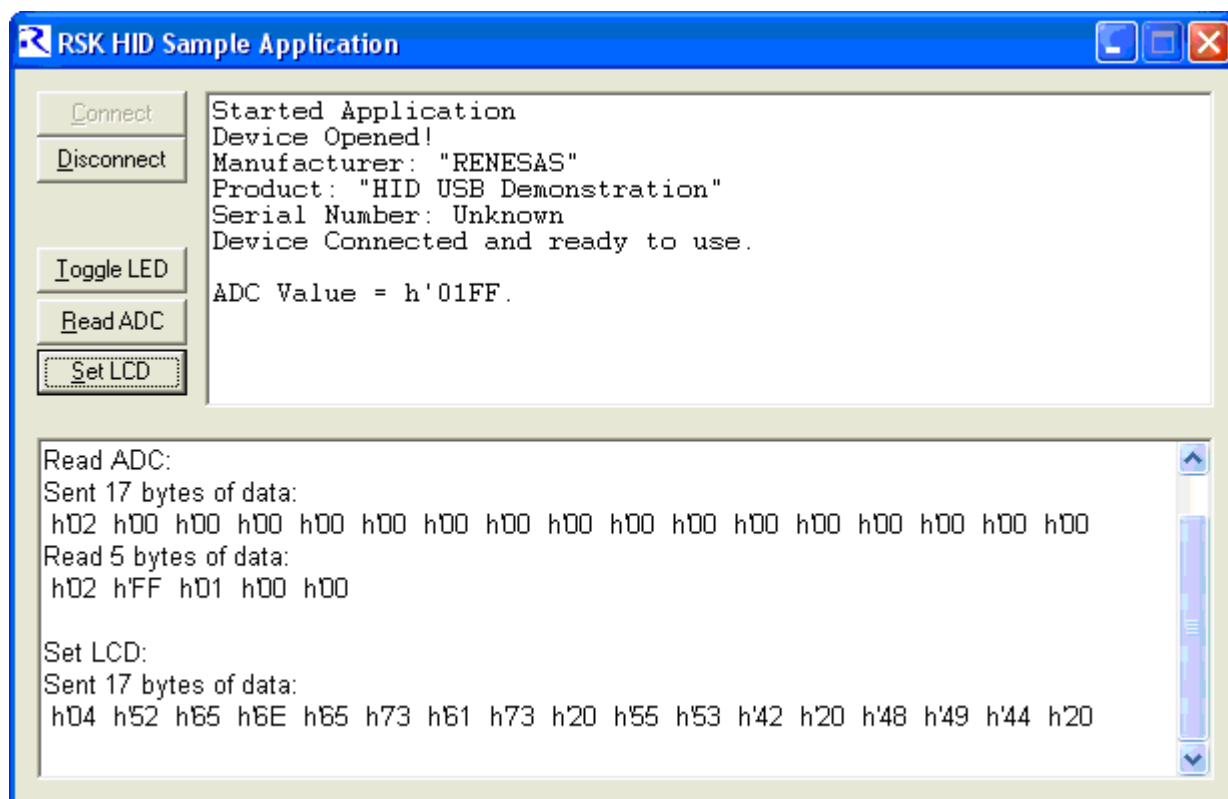 RSK HID Sample Application
Connect
Disconnect
Toggle LED
Read ADC
Set LCD
Started Application
Device Opened!
Manufacturer: "RENESAS"
Product: "HID USB Demonstration"
Serial Number: Unknown
Device Connected and ready to use.
ADC Value = h'01FF.
Read ADC:
Sent 17 bytes of data:
h'02 h'00 h'00 h'00 h'00 h'00 h'00 h'00 h'00 h'00 h'00 h'00 h'00 h'00 h'00 h'00 h'00
Read 5 bytes of data:
h'02 h'FF h'01 h'00 h'00
Set LCD:
Sent 17 bytes of data:
h'04 h'52 h'65 h'6E h'65 h'73 h'61 h'73 h'20 h'55 h'53 h'42 h'20 h'48 h'49 h'44 h'20